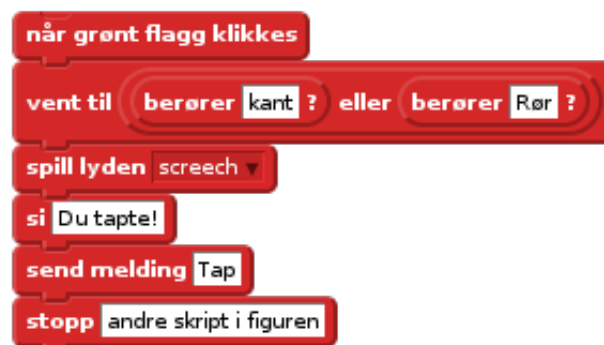 når grønt flagg klikkes
vent til berører kant ? eller berører Rør ?
spill lyden screech
si Du tapte!
send melding Tap
stopp andre skript i figuren